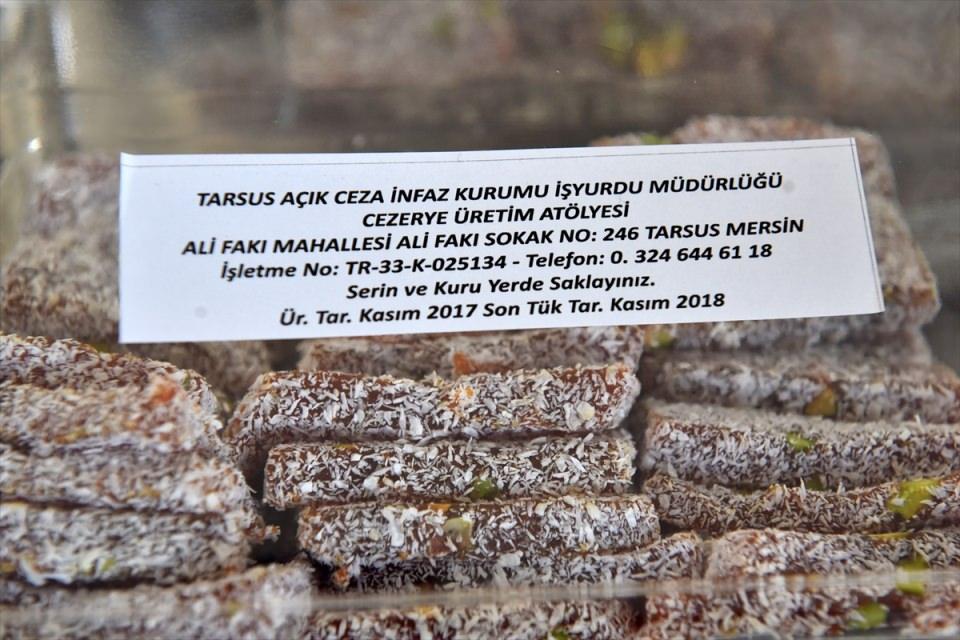 TARSUS AÇIK CEZA İNFAZ KURUMU İŞYURDU MÜDÜRLÜĞÜ
CEZERYE ÜRETİM ATÖLYESİ
ALİ FAKI MAHALLESİ ALİ FAKI SOKAK NO: 246 TARSUS MERSİN
İşletme No: TR-33-K-025134 - Telefon: 0. 324 644 61 18
Serin ve Kuru Yerde Saklayınız.
Ür. Tar. Kasım 2017 Son Tük Tar. Kasım 2018